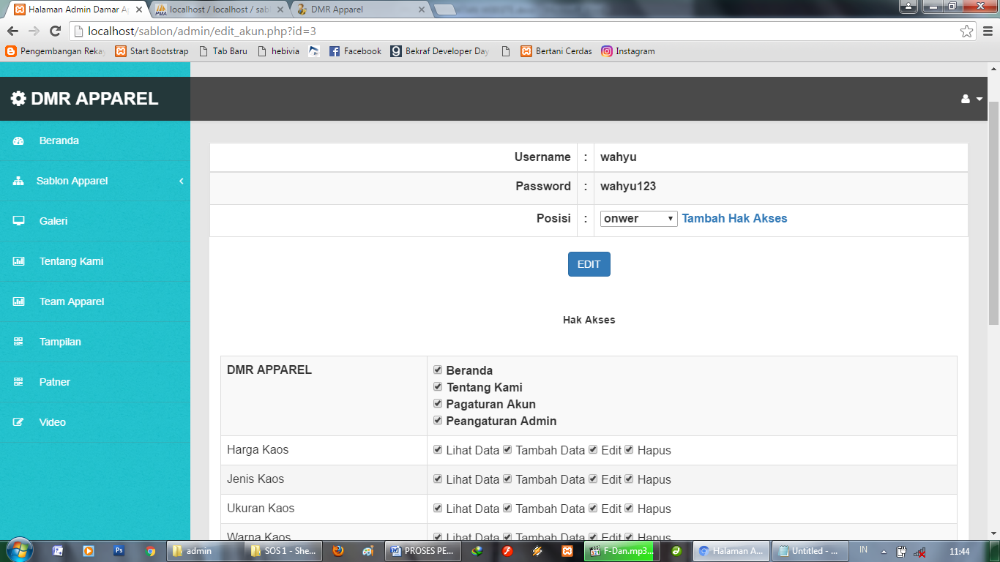 Halaman Admin Damar A
localhost / localhost / sabl
DMR Apparel
localhost/sablon/admin/edit_akun.php?id=3
Pengembangan Reka
Start Bootstrap
Tab Baru
hebivia
Facebook
Bekraf Developer Day
Bertani Cerdas
Instagram
DMR APPAREL
Beranda
Sablon Apparel
Galeri
Tentang Kami
Team Apparel
Tampilan
Patner
Video
Username : wahyu
Password : wahyu123
Posisi : onwer Tambah Hak Akses
EDIT
Hak Akses
DMR APPAREL
Beranda
Tentang Kami
Pagaturan Akun
Peangaturan Admin
Harga Kaos Lihat Data Tambah Data Edit Hapus
Jenis Kaos Lihat Data Tambah Data Edit Hapus
Ukuran Kaos Lihat Data Tambah Data Edit Hapus
Warna Kaos Lihat Data Tambah Data Edit Hapus
admin
SOS 1 - She...
PROSES PE...
F-Dan.mp3...
Halaman A...
Untitled - ...
IN
11:44